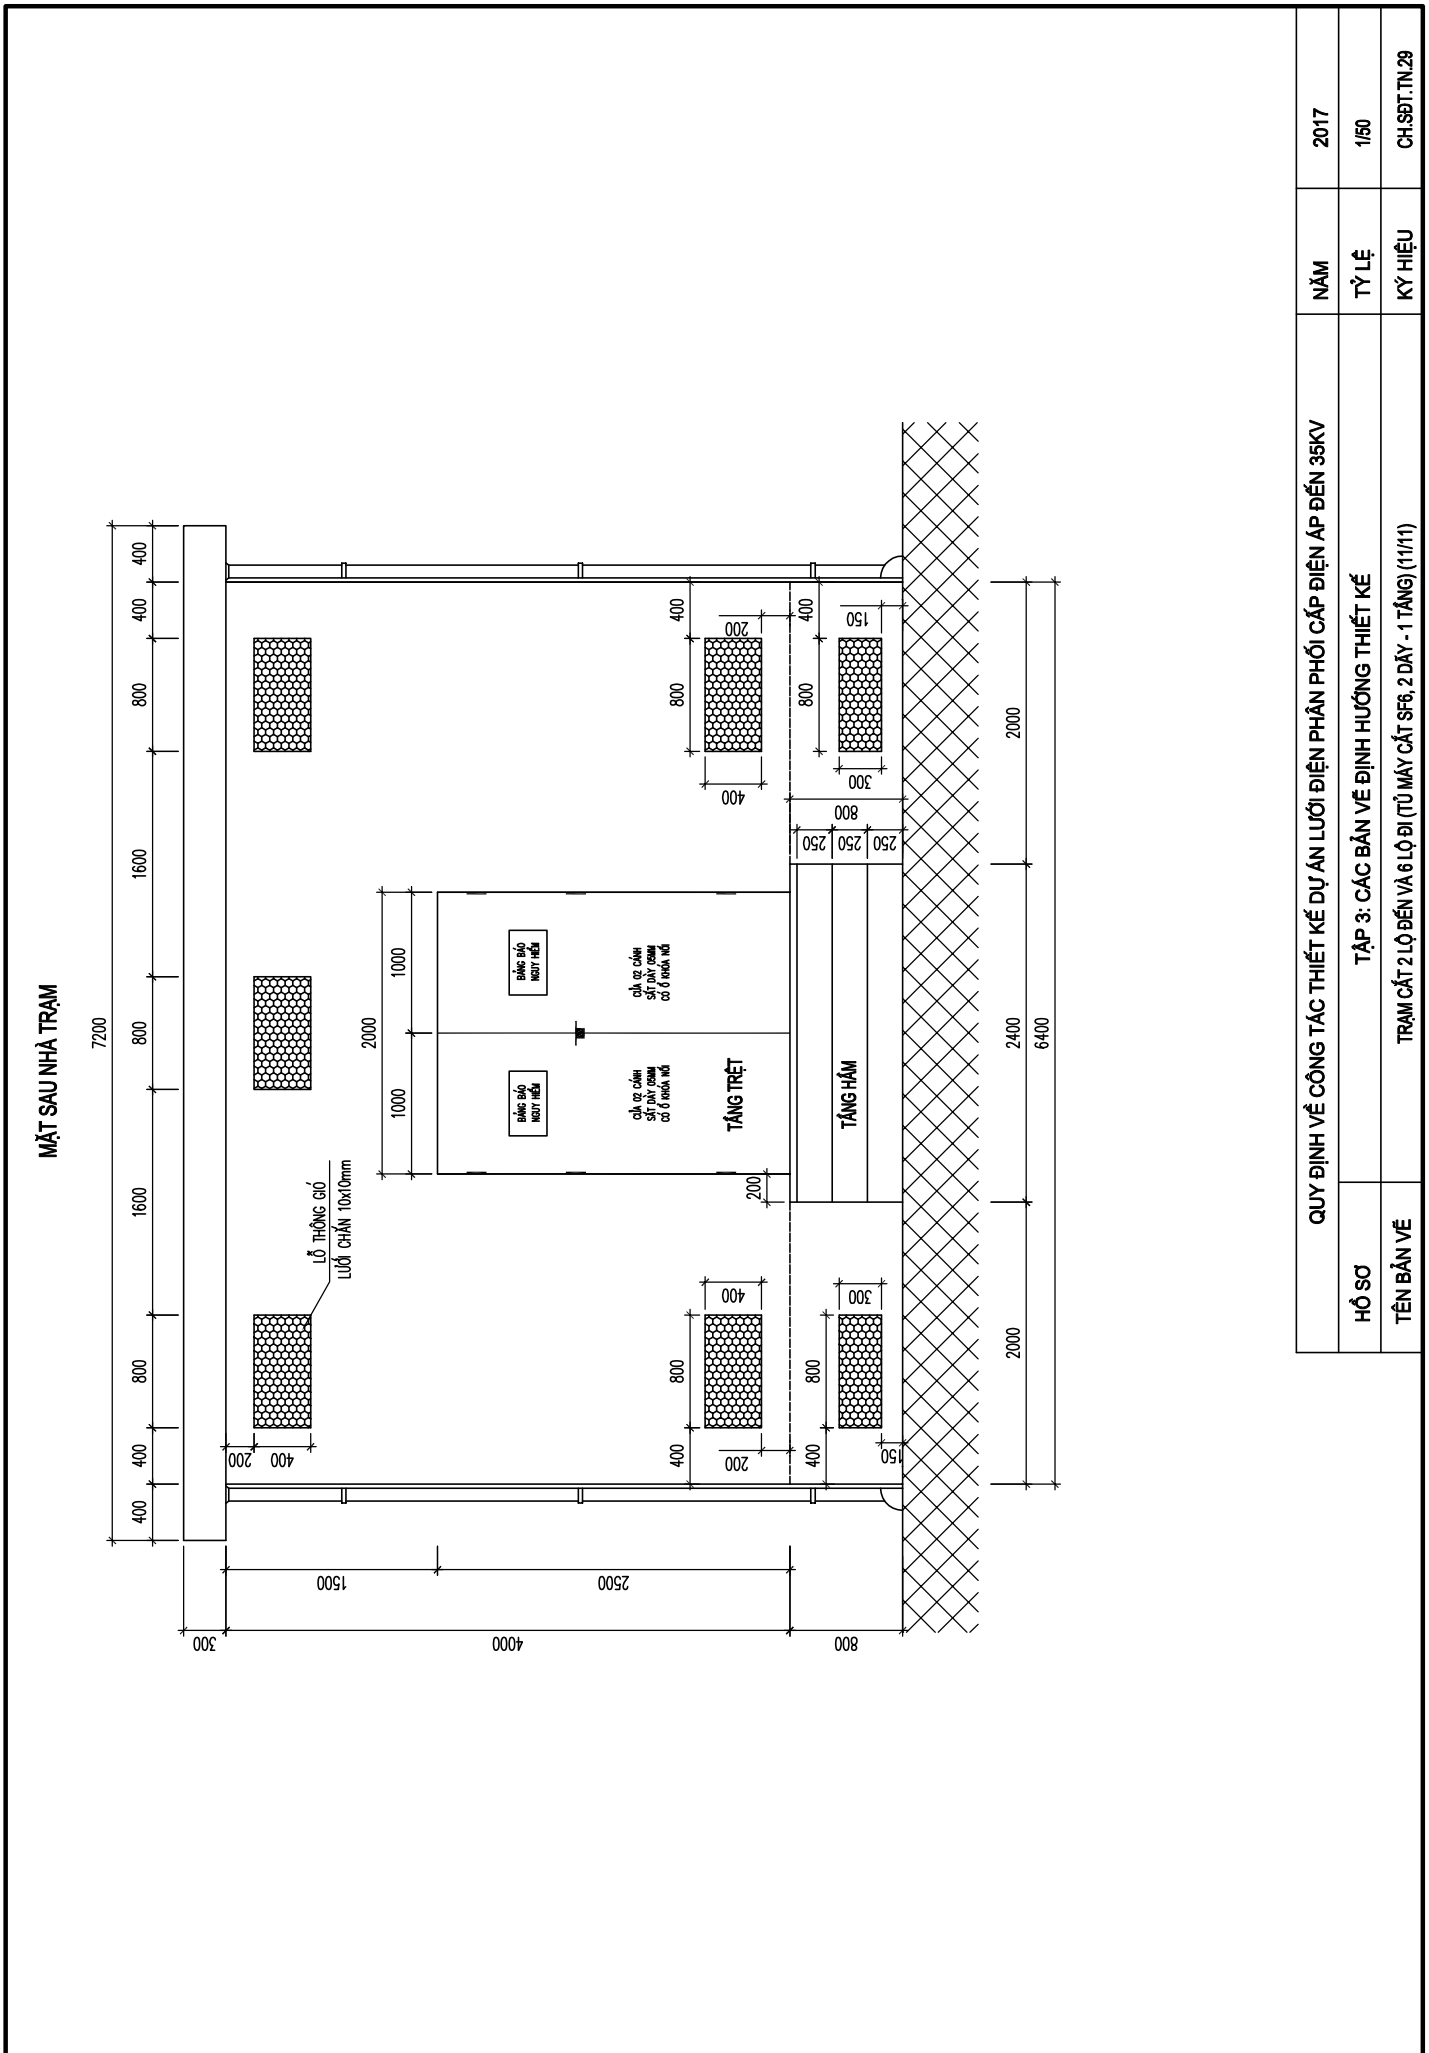 MẶT SAU NHÀ TRẠM
7200
400 800 1600 800 1600 800 400
400 400
200
400
LỖ THÔNG GIÓ
LƯỚI CHẮN 10x10mm
2000
1000 1000
300
1500
2500
4000
800
BẢNG BÁO
NGUY HIỂM
BẢNG BÁO
NGUY HIỂM
CỬA 02 CÁNH
SẮT DÀY 05MM
CÓ Ổ KHÓA NỔI
CỬA 02 CÁNH
SẮT DÀY 05MM
CÓ Ổ KHÓA NỔI
TẦNG TRỆT
400 800
400
200
200
800 400
400
200
TẦNG HẦM
400 800
300
150
250
250
250
800
800 400
300
150
2000 2400 2000
6400
QUY ĐỊNH VỀ CÔNG TÁC THIẾT KẾ DỰ ÁN LƯỚI ĐIỆN PHÂN PHỐI CẤP ĐIỆN ÁP ĐẾN 35KV
NĂM 2017
HỒ SƠ TẬP 3: CÁC BẢN VẼ ĐỊNH HƯỚNG THIẾT KẾ
TỶ LỆ 1/50
TÊN BẢN VẼ TRẠM CẮT 2 LỘ ĐẾN VÀ 6 LỘ ĐI (TỦ MÁY CẮT SF6, 2 DÃY - 1 TẦNG) (11/11)
KÝ HIỆU CH.SĐT.TN.29